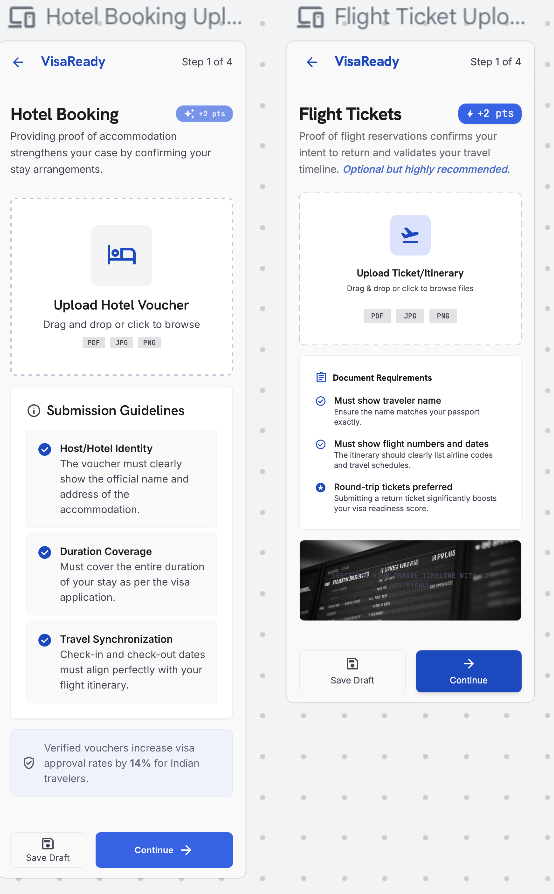 Hotel Booking Upl...
VisaReady
Step 1 of 4
Hotel Booking
+2 pts
Providing proof of accommodation
strengthens your case by confirming your
stay arrangements.
Upload Hotel Voucher
Drag and drop or click to browse
PDF JPG PNG
Submission Guidelines
Host/Hotel Identity
The voucher must clearly
show the official name and
address of the
accommodation.
Duration Coverage
Must cover the entire duration
of your stay as per the visa
application.
Travel Synchronization
Check-in and check-out dates
must align perfectly with your
flight itinerary.
Verified vouchers increase visa
approval rates by 14% for Indian
travelers.
Save Draft
Continue
Flight Ticket Uplo...
VisaReady
Step 1 of 4
Flight Tickets
+2 pts
Proof of flight reservations confirms your
intent to return and validates your travel
timeline. Optional but highly recommended.
Upload Ticket/Itinerary
Drag & drop or click to browse files
PDF JPG PNG
Document Requirements
Must show traveler name
Ensure the name matches your passport
exactly.
Must show flight numbers and dates
The itinerary should clearly list airline codes
and travel schedules.
Round-trip tickets preferred
Submitting a return ticket significantly boosts
your visa readiness score.
YOUR TRAVEL TIMELINE WITH
Save Draft
Continue